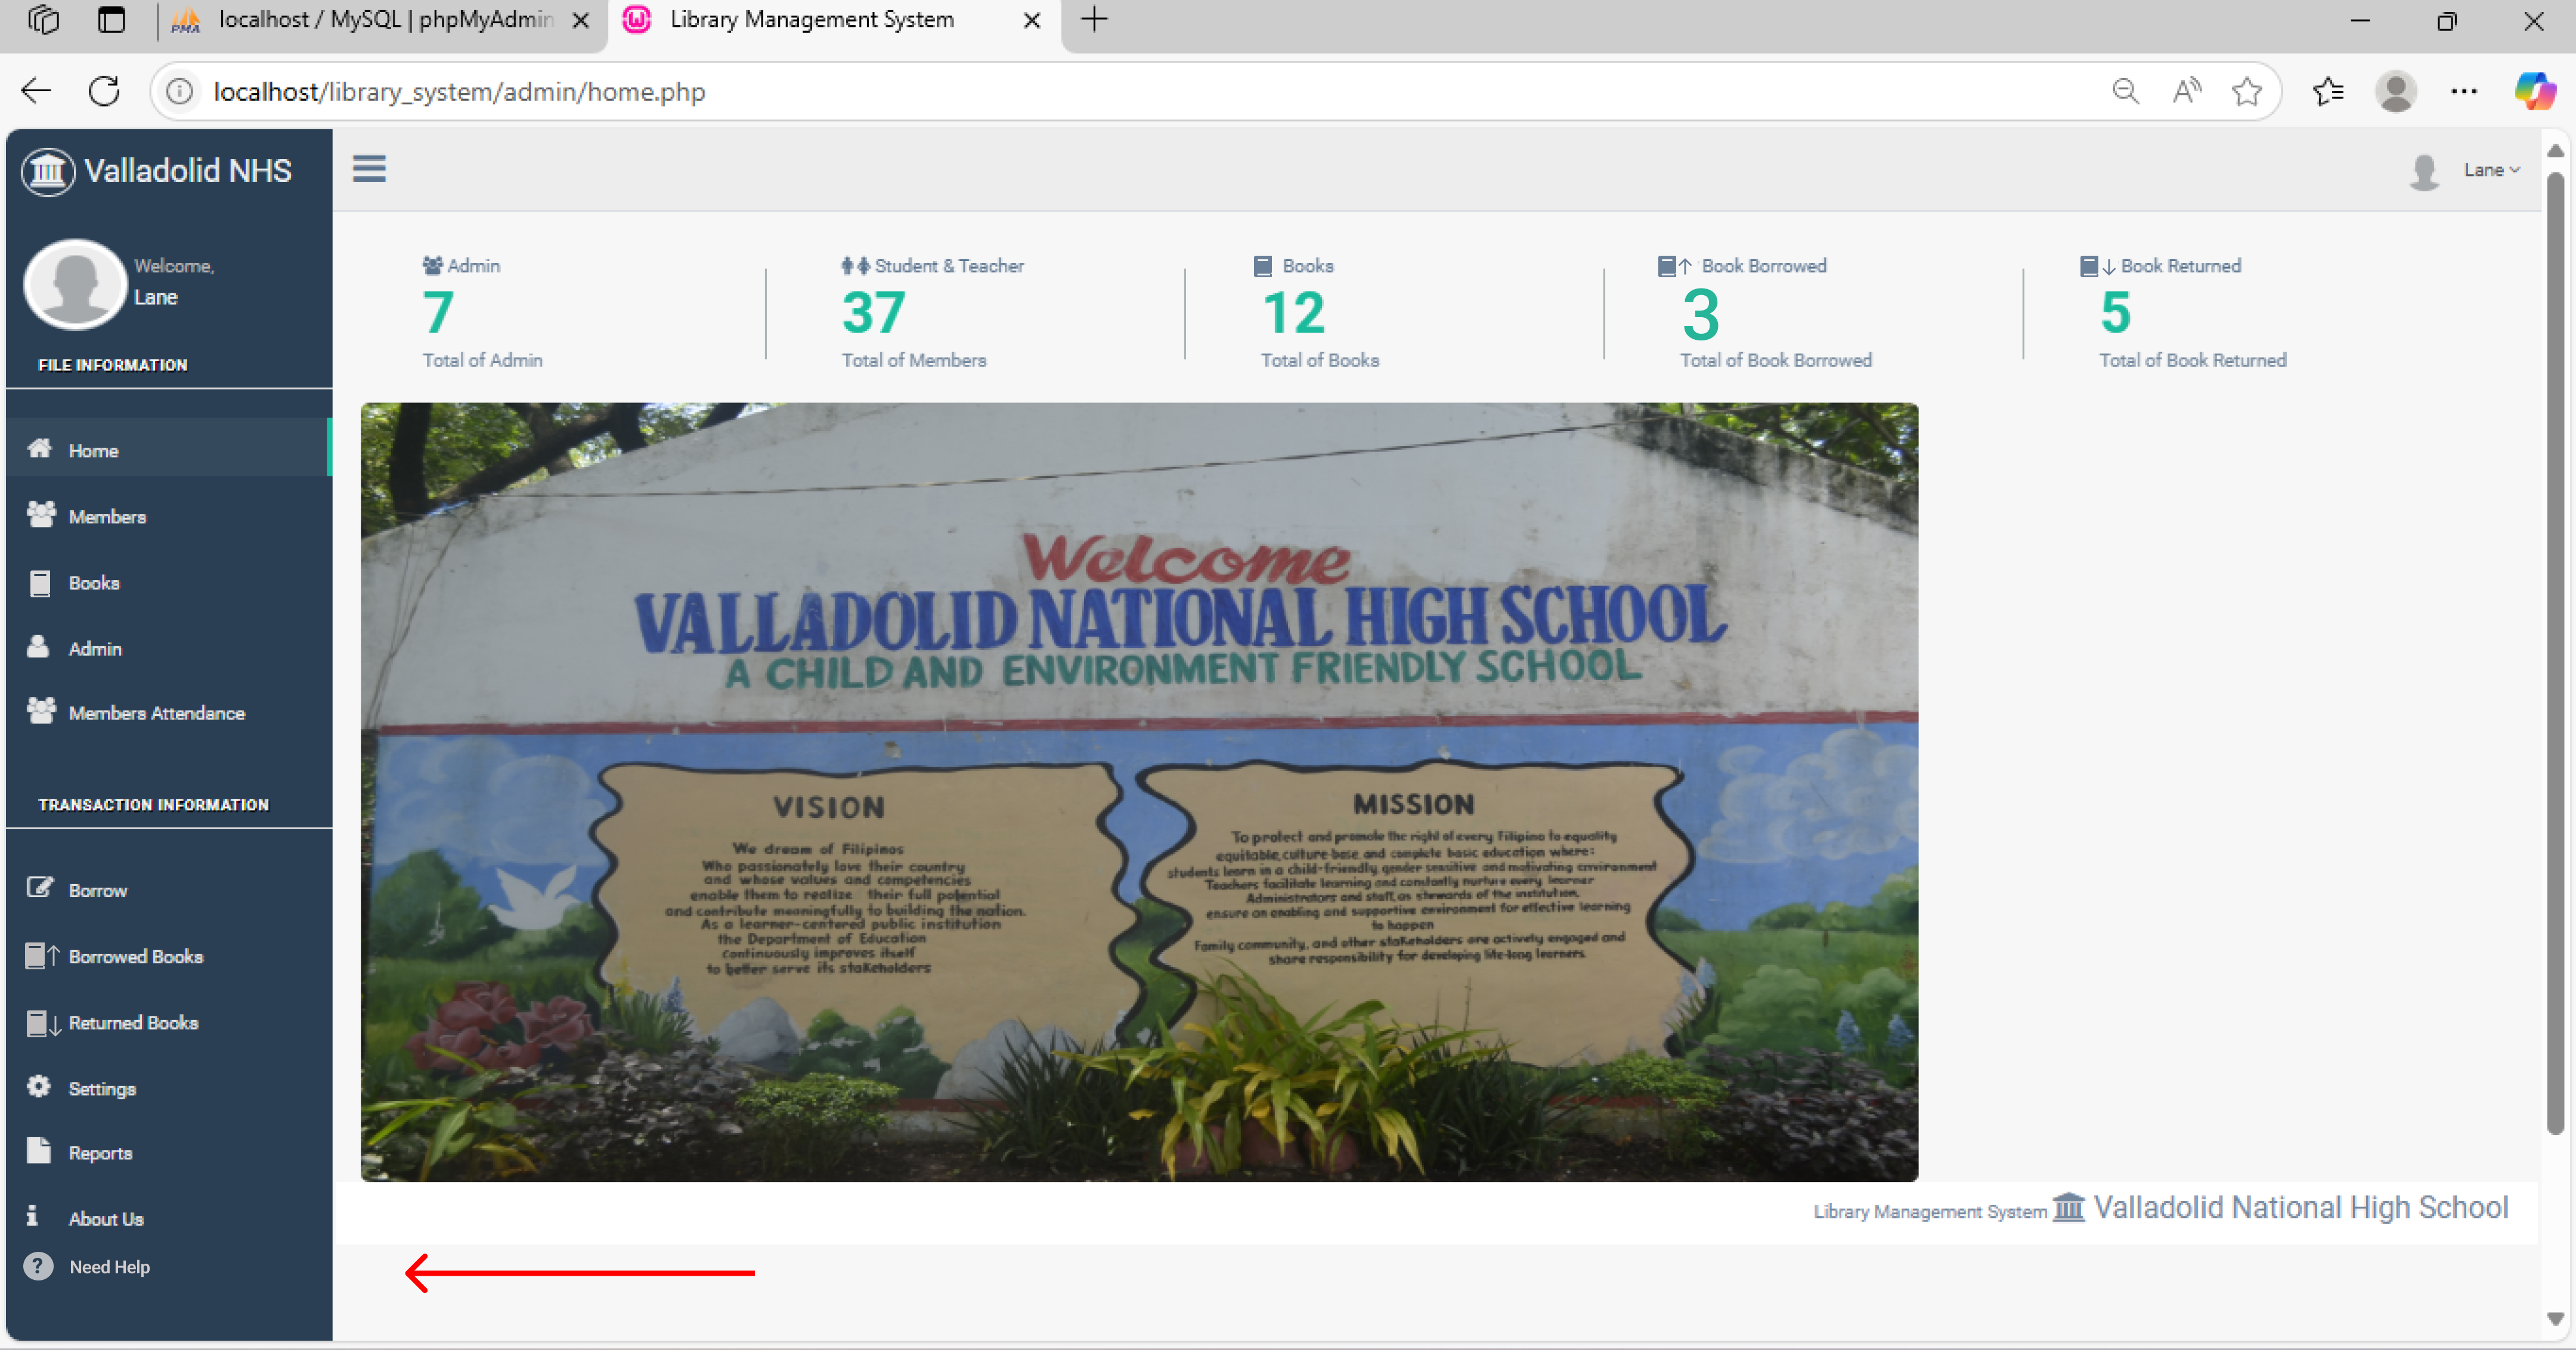 localhost / MySQL | phpMyAdmin
Library Management System
localhost/library_system/admin/home.php
Valladolid NHS
Lane
Welcome,
Lane
FILE INFORMATION
Home
Members
Books
Admin
Members Attendance
TRANSACTION INFORMATION
Borrow
Borrowed Books
Returned Books
Settings
Reports
About Us
? Need Help
Admin
7
Total of Admin
Student & Teacher
37
Total of Members
Books
12
Total of Books
Book Borrowed
3
Total of Book Borrowed
Book Returned
5
Total of Book Returned
Welcome
VALLADOLID NATIONAL HIGH SCHOOL
A CHILD AND ENVIRONMENT FRIENDLY SCHOOL
VISION
We dream of Filipinos
Who passionately love their country
and whose values and competencies
enable them to realize their full potential
and contribute meaningfully to building the nation.
As a learner-centered public institution
the Department of Education
continuously improves itself
to better serve its stakeholders
MISSION
To protect and promote the right of every Filipino to equality
equitable, culture-base, and complete basic education where:
students learn in a child-friendly, gender sensitive and motivating environment
Teachers facilitate learning and constantly nurture every learner
Administrators and staff, as stewards of the institution,
ensure an enabling and supportive environment for effective learning
to happen
Family community, and other stakeholders are actively engaged and
share responsibility for developing life-long learners.
Library Management System Valladolid National High School